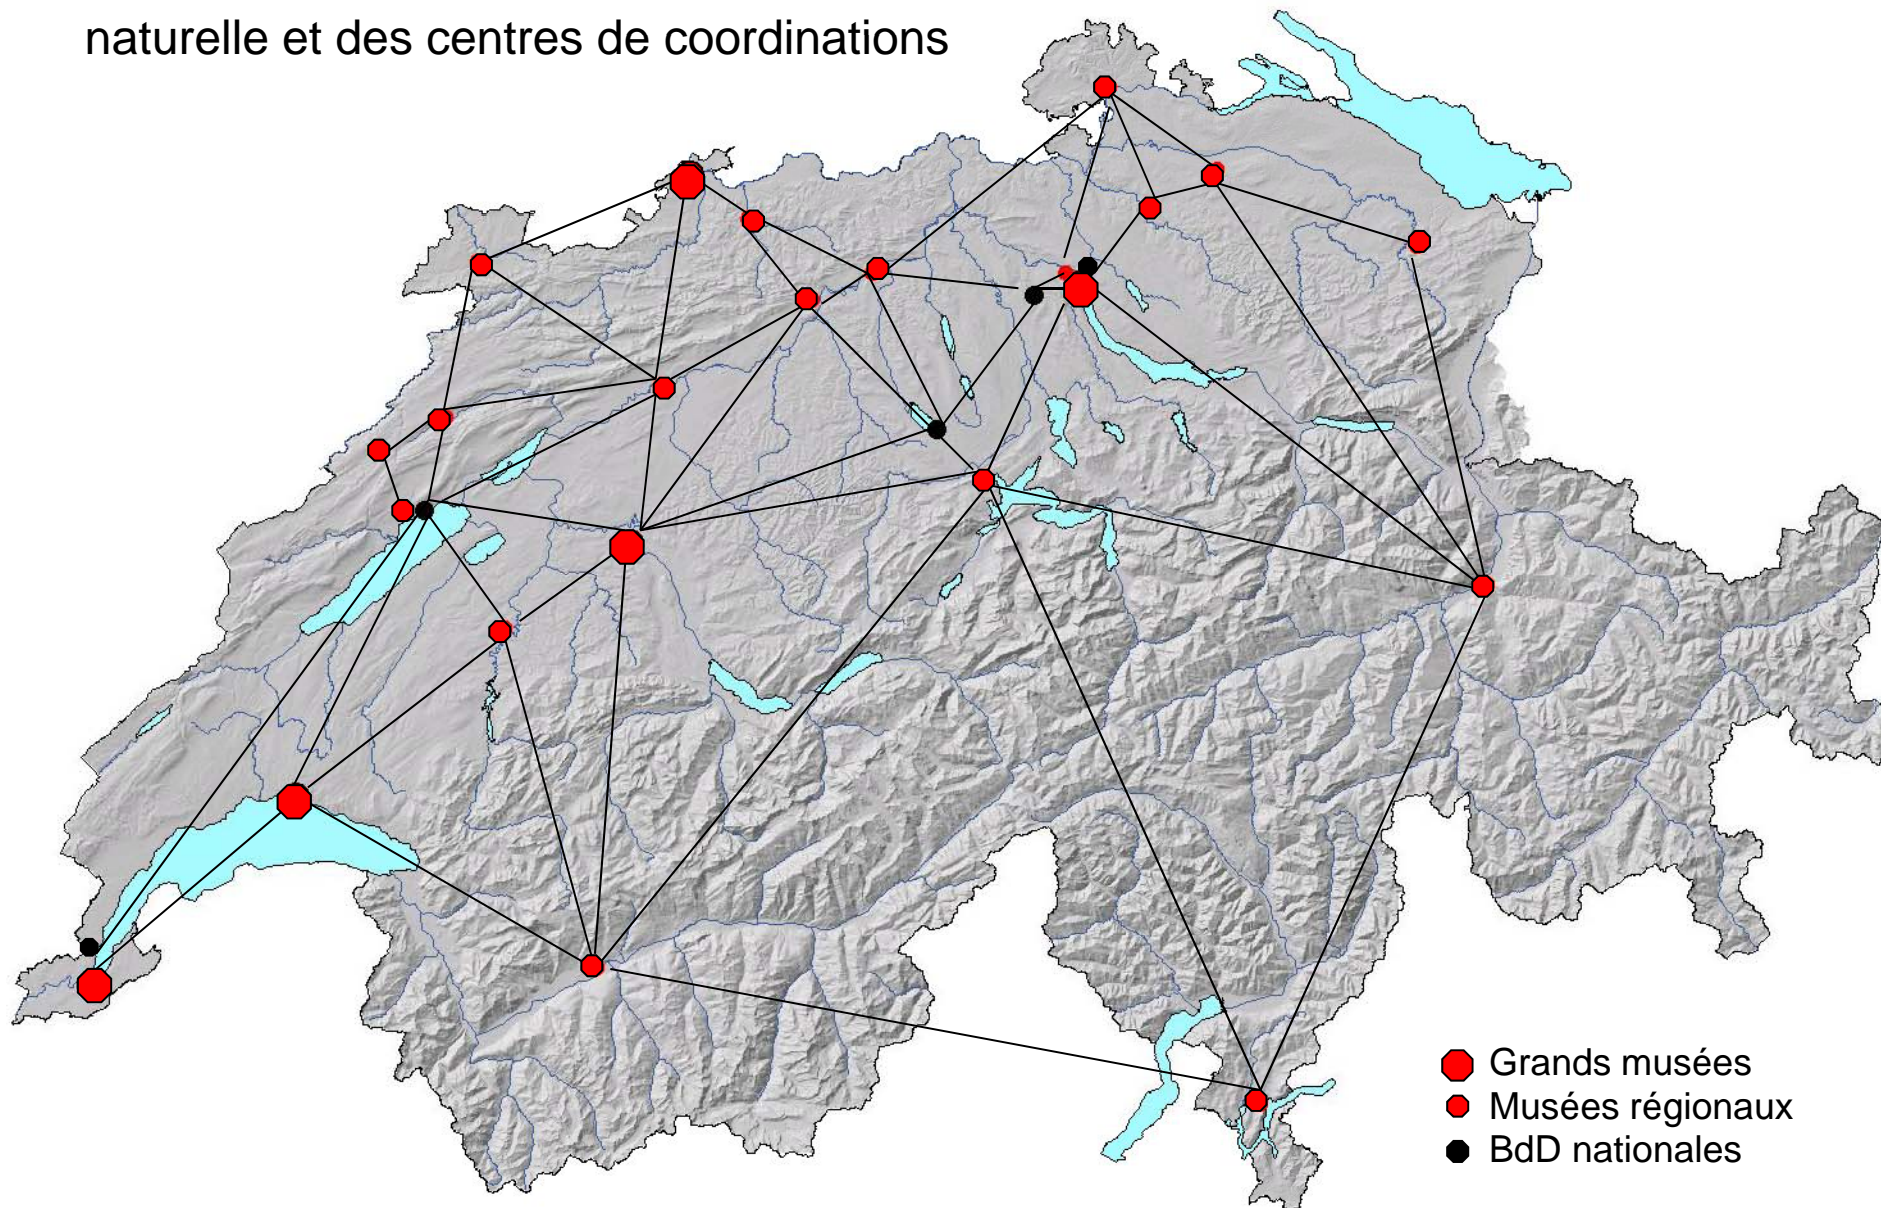 naturelle et des centres de coordinations
Grands musées
Musées régionaux
BdD nationales